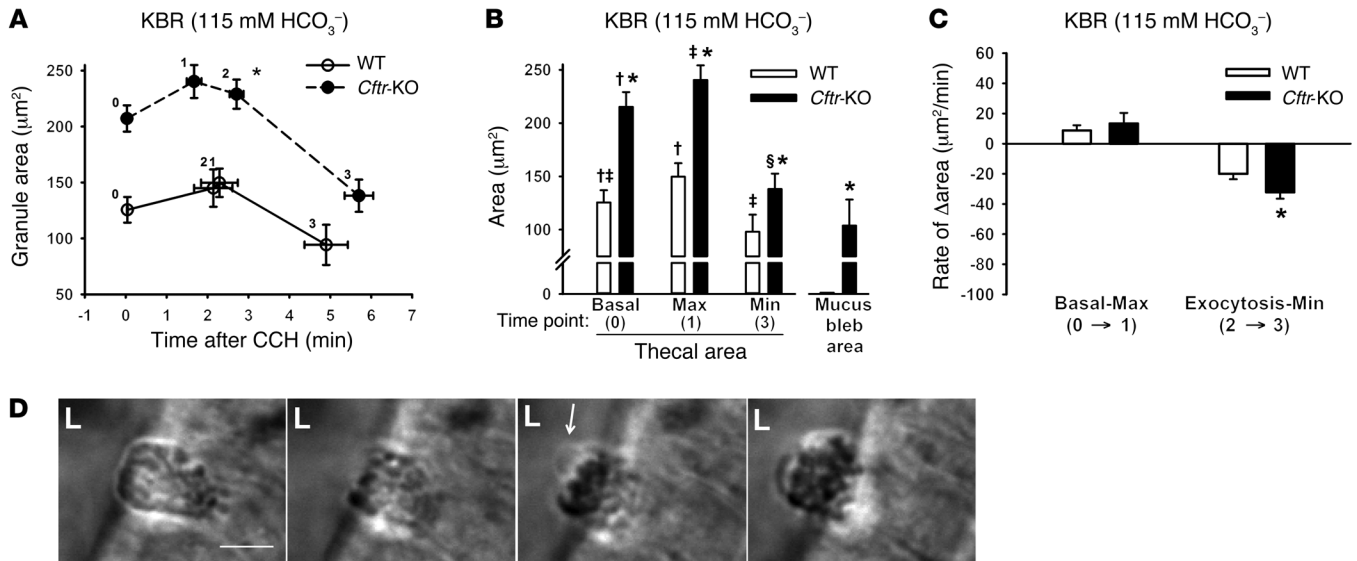 A
KBR (115 mM HCO₃⁻)
WT
Cftr-KO
Granule area (μm²)
250
200
150
100
50
0
1
2
*
3
0
21
3
-1 0 1 2 3 4 5 6 7
Time after CCH (min)
B
KBR (115 mM HCO₃⁻)
WT
Cftr-KO
Area (μm²)
250
200
150
100
0
†‡
†*
†
‡*
‡
§*
*
Time point:
Basal (0)
Max (1)
Min (3)
Mucus bleb area
Thecal area
C
KBR (115 mM HCO₃⁻)
WT
Cftr-KO
Rate of Δarea (μm²/min)
60
40
20
0
-20
-40
-60
-80
-100
*
Basal-Max Exocytosis-Min
(0 → 1) (2 → 3)
D
L
L
L
L